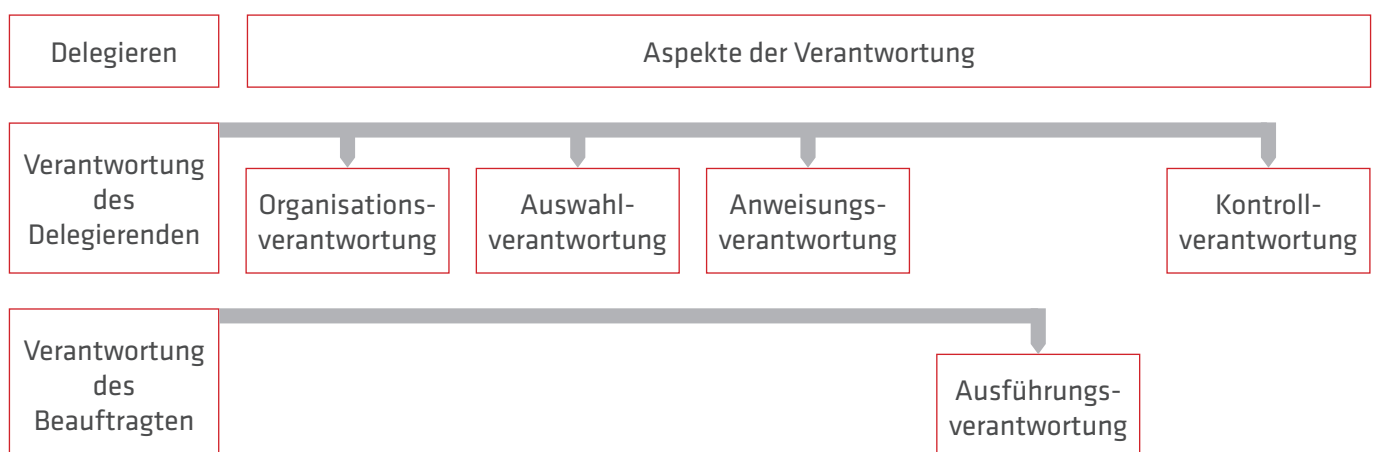 Delegieren
Aspekte der Verantwortung
Verantwortung
des
Delegierenden
Organisations-
verantwortung
Auswahl-
verantwortung
Anweisungs-
verantwortung
Kontroll-
verantwortung
Verantwortung
des
Beauftragten
Ausführungs-
verantwortung